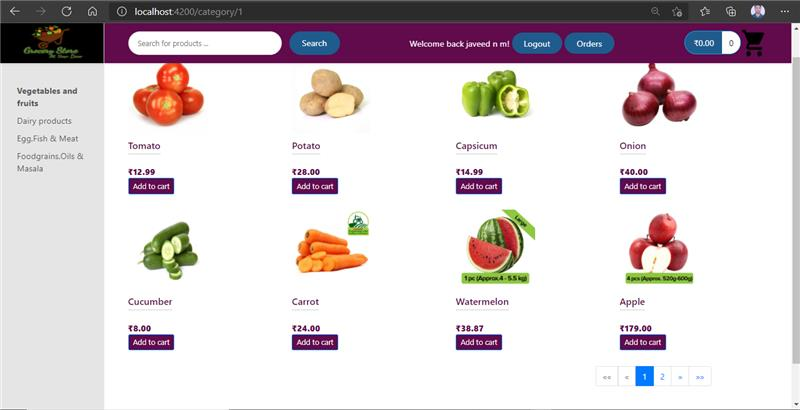 localhost:4200/category/1
Grocery Store
At Your Door
Search for products ...
Search
Welcome back javeed n m!
Logout
Orders
₹0.00
0
Vegetables and
fruits
Dairy products
Egg,Fish & Meat
Foodgrains,Oils &
Masala
Tomato
Potato
Capsicum
Onion
₹12.99
₹28.00
₹14.99
₹40.00
Add to cart
Add to cart
Add to cart
Add to cart
Large
1 pc (Approx.4 - 5.5 kg)
4 pcs (Approx. 520g-600g)
Cucumber
Carrot
Watermelon
Apple
₹8.00
₹24.00
₹38.87
₹179.00
Add to cart
Add to cart
Add to cart
Add to cart
«« « 1 2 » »»